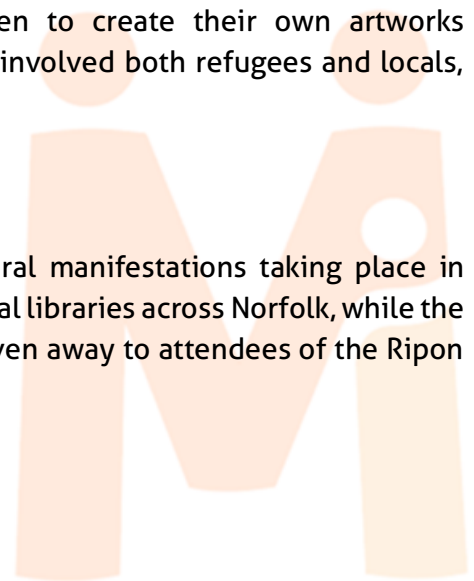 en to create their own artworks
involved both refugees and locals,
ral manifestations taking place in
al libraries across Norfolk, while the
ven away to attendees of the Ripon